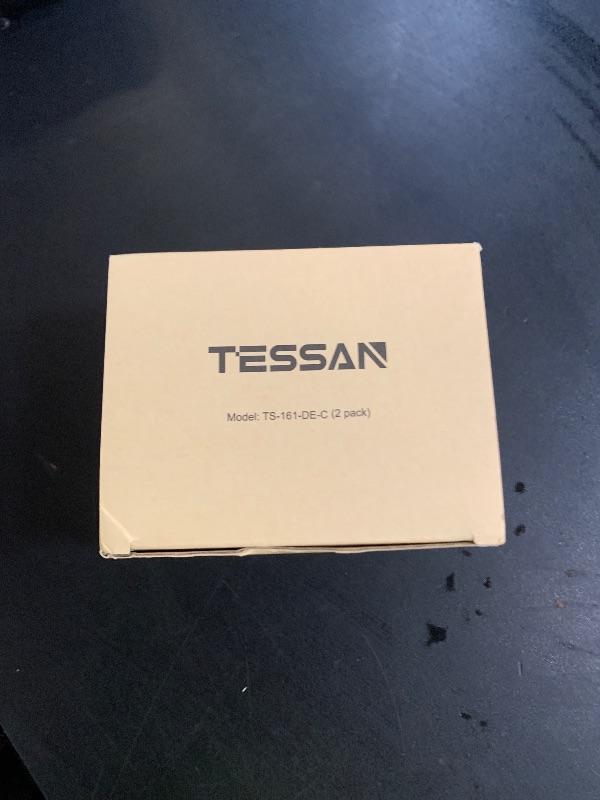 TESSAN
Model: TS-161-DE-C (2 pack)